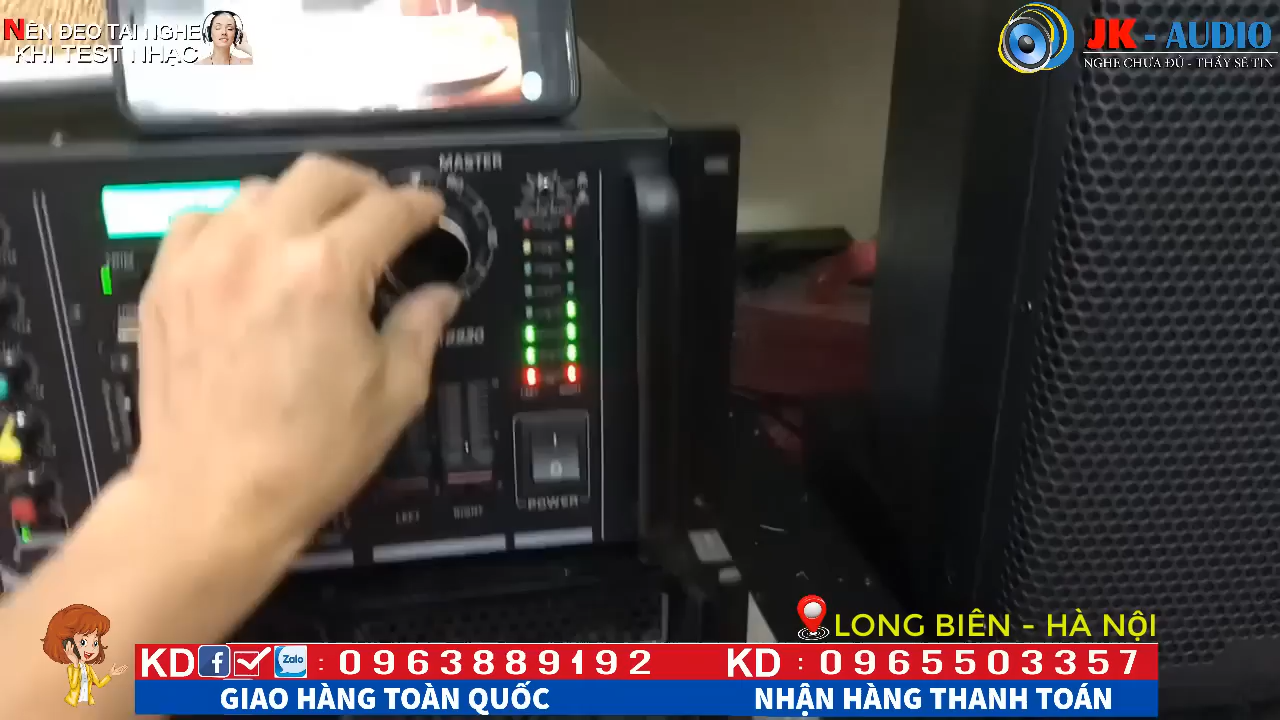 NÊN ĐEO TAI NGHE
KHI TEST NHẠC
JK - AUDIO
NGHE CHƯA ĐỦ - THẤY SẼ TIN
MASTER
LEFT
RIGHT
POWER
LONG BIÊN - HÀ NỘI
KD f Zalo : 0963889192
KD : 0965503357
GIAO HÀNG TOÀN QUỐC
NHẬN HÀNG THANH TOÁN